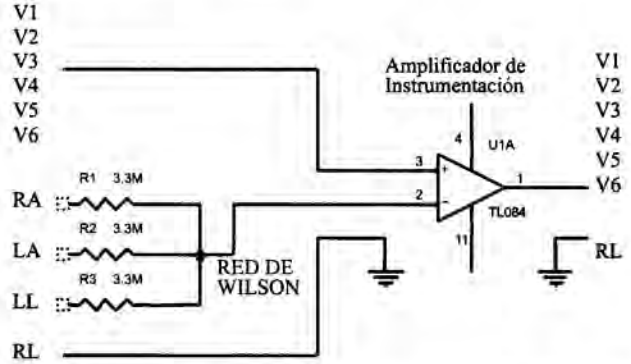 V1
V2
V3
V4
V5
V6
Amplificador de
Instrumentación
V1
V2
V3
V4
V5
V6
4
U1A
3
+
1
2
-
TL084
11
R1 3.3M
RA
R2 3.3M
LA
R3 3.3M
LL
RED DE
WILSON
RL
RL